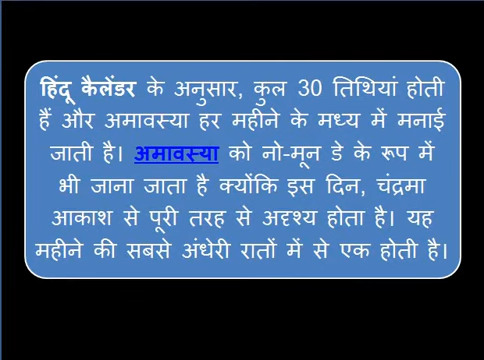 हिंदू कैलेंडर के अनुसार, कुल 30 तिथियां होती
हैं और अमावस्या हर महीने के मध्य में मनाई
जाती है। अमावस्या को नो-मून डे के रूप में
भी जाना जाता है क्योंकि इस दिन, चंद्रमा
आकाश से पूरी तरह से अदृश्य होता है। यह
महीने की सबसे अंधेरी रातों में से एक होती है।